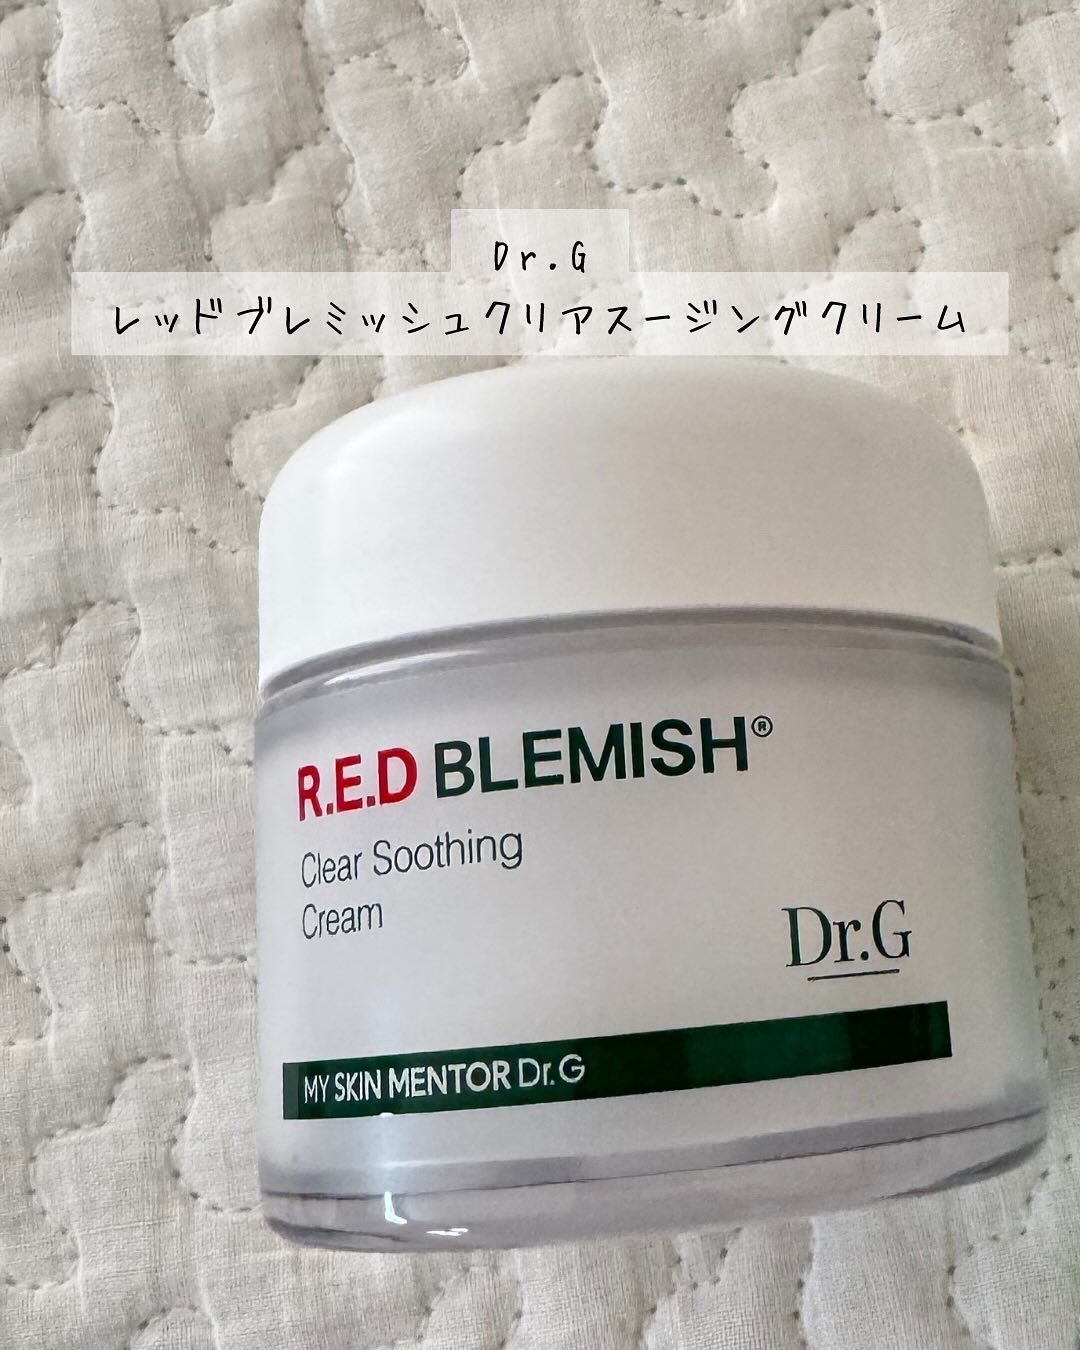 Dr.G
レッドブレミッシュクリアスージングクリーム
R.E.D BLEMISH®
Clear Soothing
Cream
Dr.G
MY SKIN MENTOR Dr.G